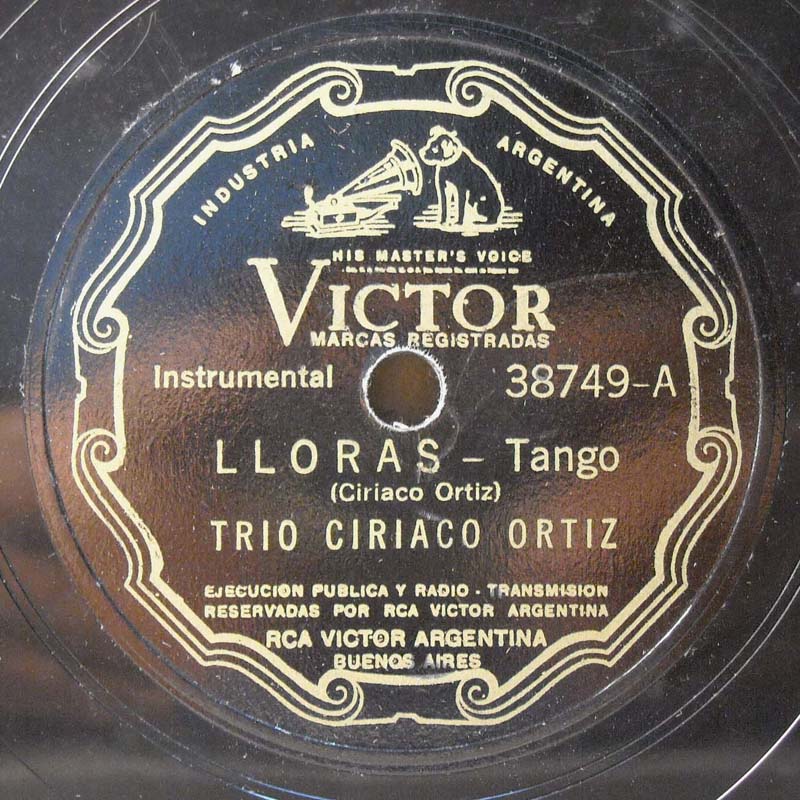 INDUSTRIA ARGENTINA
HIS MASTER'S VOICE
VICTOR
MARCAS REGISTRADAS
Instrumental 38749-A
LLORAS - Tango
(Ciriaco Ortiz)
TRIO CIRIACO ORTIZ
EJECUCION PUBLICA Y RADIO - TRANSMISION
RESERVADAS POR RCA VICTOR ARGENTINA
RCA VICTOR ARGENTINA
BUENOS AIRES